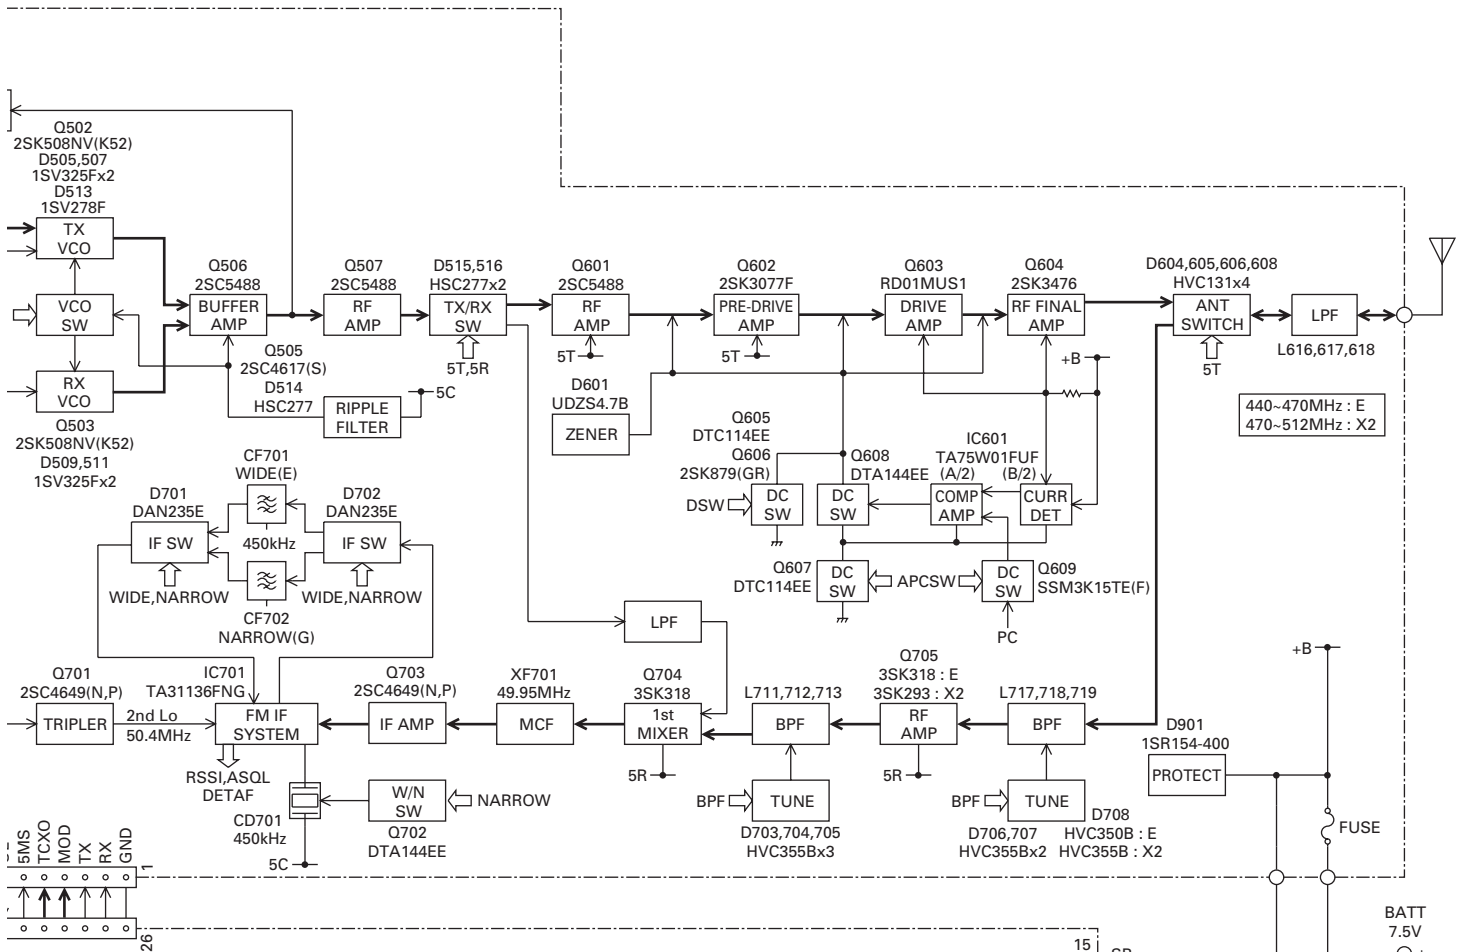 Q502
2SK508NV(K52)
D505,507
1SV325Fx2
D513
1SV278F
TX
VCO
VCO
SW
RX
VCO
Q503
2SK508NV(K52)
D509,511
1SV325Fx2
Q506
2SC5488
BUFFER
AMP
Q505
2SC4617(S)
D514
HSC277
RIPPLE
FILTER
5C
Q507
2SC5488
RF
AMP
D515,516
HSC277x2
TX/RX
SW
5T,5R
Q601
2SC5488
RF
AMP
5T
D601
UDZS4.7B
ZENER
Q602
2SK3077F
PRE-DRIVE
AMP
5T
Q603
RD01MUS1
DRIVE
AMP
Q604
2SK3476
RF FINAL
AMP
+B
D604,605,606,608
HVC131x4
ANT
SWITCH
5T
LPF
L616,617,618
440~470MHz : E
470~512MHz : X2
Q605
DTC114EE
Q606
2SK879(GR)
DSW
DC
SW
Q608
DTA144EE
DC
SW
IC601
TA75W01FUF
(A/2)
(B/2)
COMP
AMP
CURR
DET
Q607
DTC114EE
DC
SW
APCSW
DC
SW
Q609
SSM3K15TE(F)
PC
CF701
WIDE(E)
450kHz
D701
DAN235E
IF SW
WIDE,NARROW
D702
DAN235E
IF SW
WIDE,NARROW
CF702
NARROW(G)
LPF
Q701
2SC4649(N,P)
TRIPLER
2nd Lo
50.4MHz
IC701
TA31136FNG
FM IF
SYSTEM
RSSI,ASQL
DETAF
CD701
450kHz
5C
Q703
2SC4649(N,P)
IF AMP
W/N
SW
NARROW
Q702
DTA144EE
XF701
49.95MHz
MCF
Q704
3SK318
1st
MIXER
5R
L711,712,713
BPF
BPF
TUNE
D703,704,705
HVC355Bx3
Q705
3SK318 : E
3SK293 : X2
RF
AMP
5R
L717,718,719
BPF
BPF
TUNE
D706,707
HVC355Bx2
D708
HVC350B : E
HVC355B : X2
D901
1SR154-400
PROTECT
+B
FUSE
5MS
TCXO
MOD
TX
RX
GND
1
26
15
BATT
7.5V